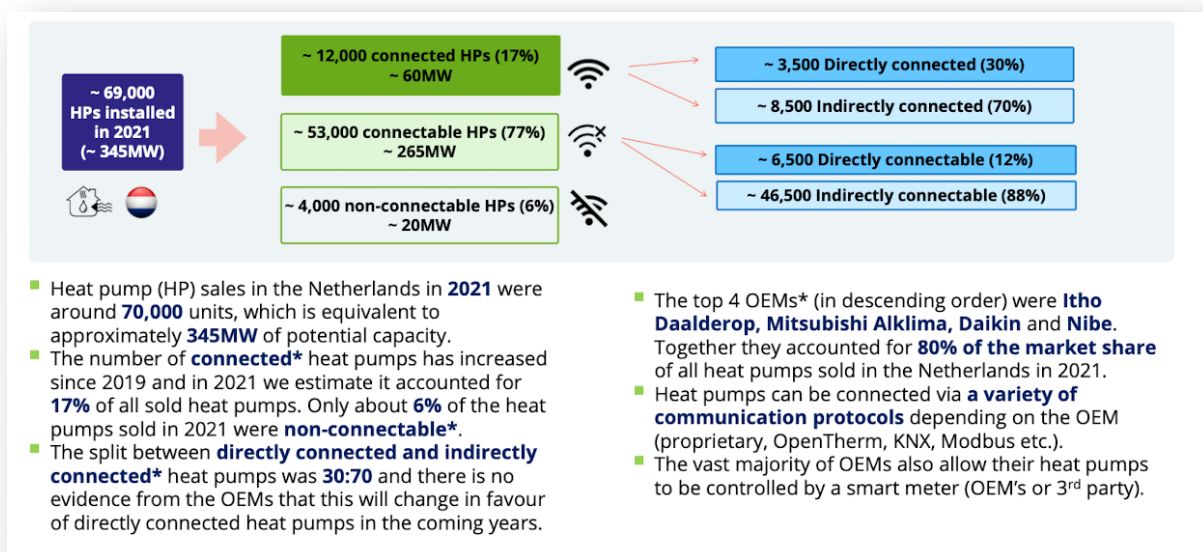 ~ 69,000
HPs installed
in 2021
(~ 345MW)
~ 12,000 connected HPs (17%)
~ 60MW
~ 53,000 connectable HPs (77%)
~ 265MW
~ 4,000 non-connectable HPs (6%)
~ 20MW
~ 3,500 Directly connected (30%)
~ 8,500 Indirectly connected (70%)
~ 6,500 Directly connectable (12%)
~ 46,500 Indirectly connectable (88%)
Heat pump (HP) sales in the Netherlands in 2021 were
around 70,000 units, which is equivalent to
approximately 345MW of potential capacity.
The number of connected* heat pumps has increased
since 2019 and in 2021 we estimate it accounted for
17% of all sold heat pumps. Only about 6% of the heat
pumps sold in 2021 were non-connectable*.
The split between directly connected and indirectly
connected* heat pumps was 30:70 and there is no
evidence from the OEMs that this will change in favour
of directly connected heat pumps in the coming years.
The top 4 OEMs* (in descending order) were Itho
Daalderop, Mitsubishi Alklima, Daikin and Nibe.
Together they accounted for 80% of the market share
of all heat pumps sold in the Netherlands in 2021.
Heat pumps can be connected via a variety of
communication protocols depending on the OEM
(proprietary, OpenTherm, KNX, Modbus etc.).
The vast majority of OEMs also allow their heat pumps
to be controlled by a smart meter (OEM's or 3rd party).